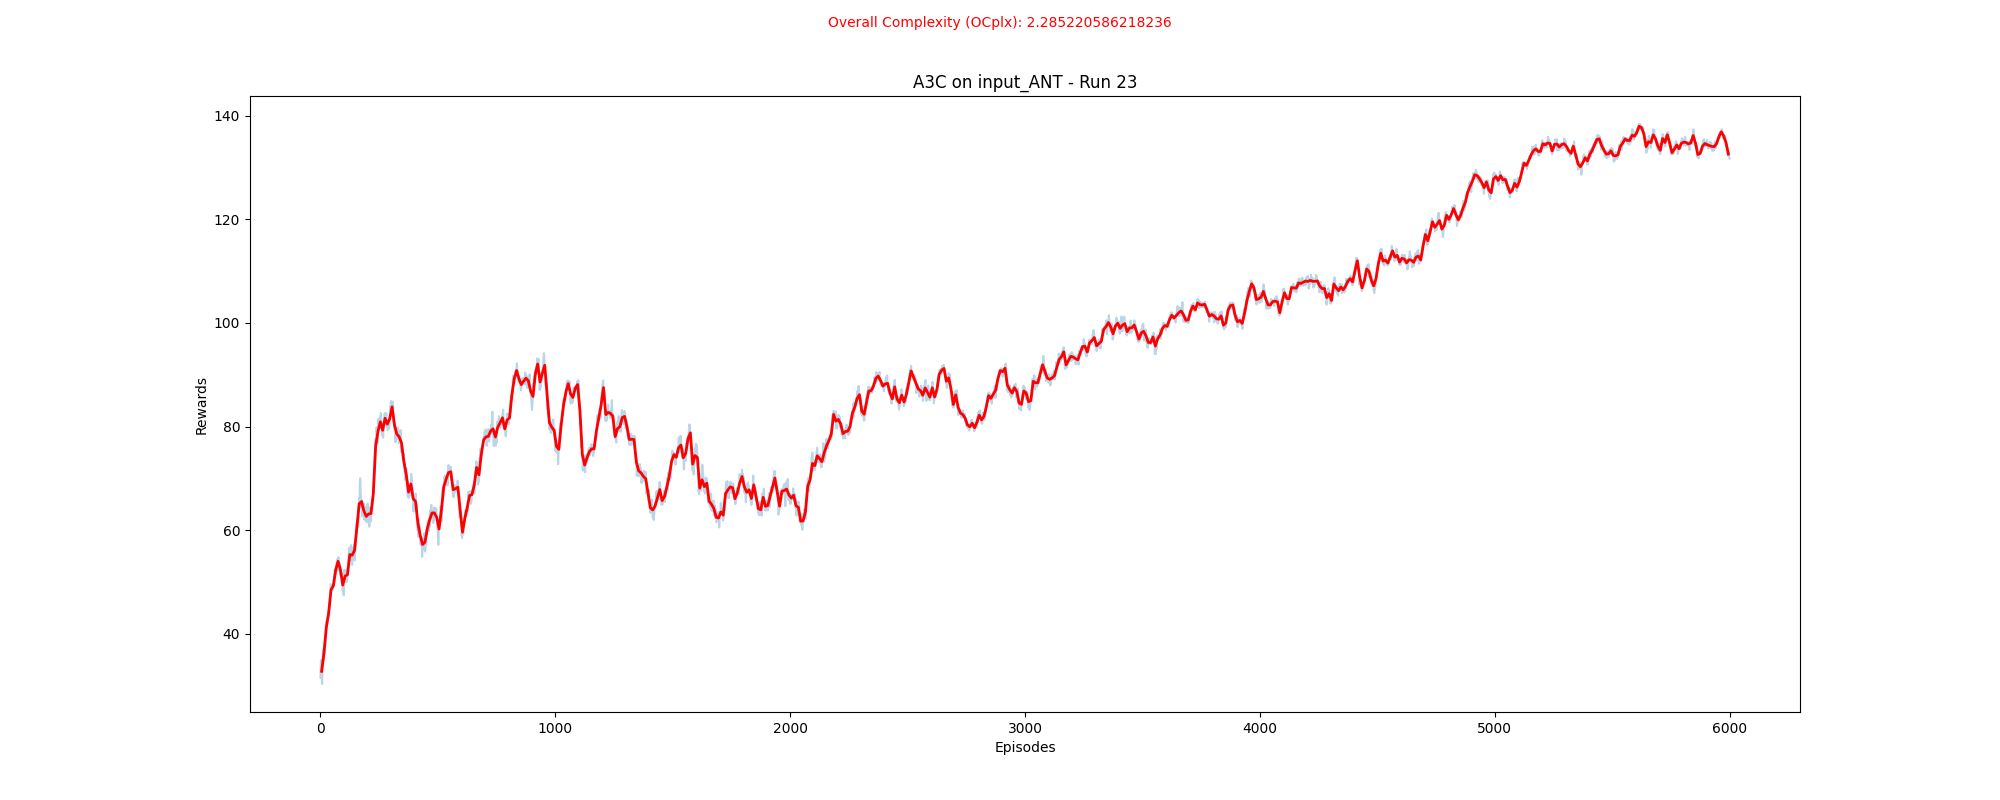 Overall Complexity (OCplx): 2.285220586218236
A3C on input_ANT - Run 23
140
120
100
80
60
40
Rewards
0 1000 2000 3000 4000 5000 6000
Episodes